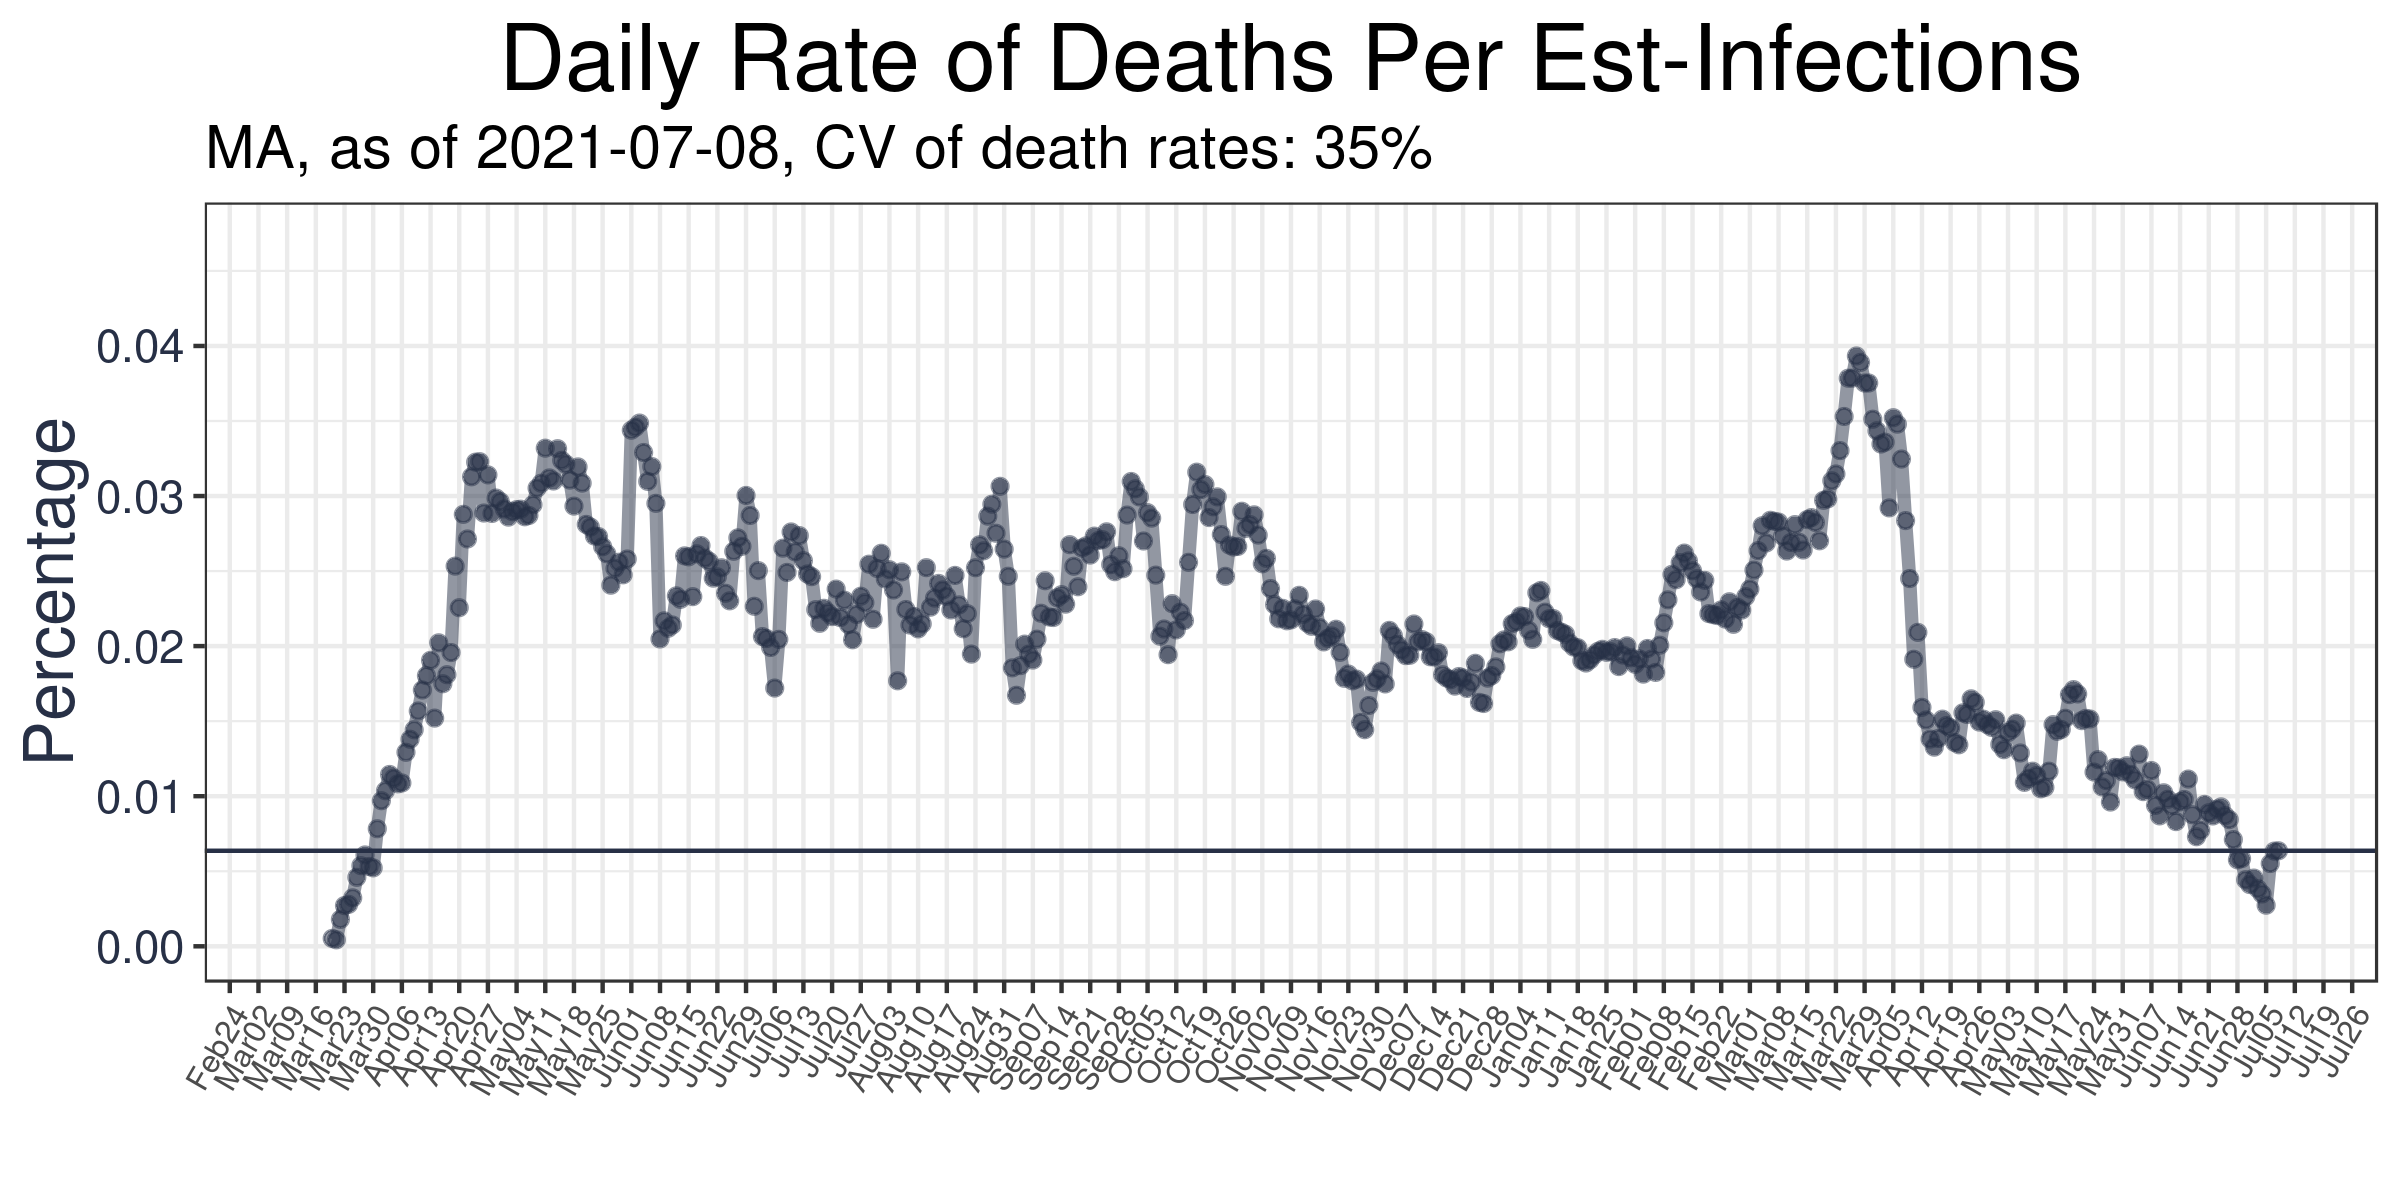 Daily Rate of Deaths Per Est-Infections
MA, as of 2021-07-08, CV of death rates: 35%
Percentage
0.04
0.03
0.02
0.01
0.00
Feb24
Mar02
Mar09
Mar16
Mar23
Mar30
Apr06
Apr13
Apr20
Apr27
May04
May11
May18
May25
Jun01
Jun08
Jun15
Jun22
Jun29
Jul06
Jul13
Jul20
Jul27
Aug03
Aug10
Aug17
Aug24
Aug31
Sep07
Sep14
Sep21
Sep28
Oct05
Oct12
Oct19
Oct26
Nov02
Nov09
Nov16
Nov23
Nov30
Dec07
Dec14
Dec21
Dec28
Jan04
Jan11
Jan18
Jan25
Feb01
Feb08
Feb15
Feb22
Mar01
Mar08
Mar15
Mar22
Mar29
Apr05
Apr12
Apr19
Apr26
May03
May10
May17
May24
May31
Jun07
Jun14
Jun21
Jun28
Jul05
Jul12
Jul19
Jul26